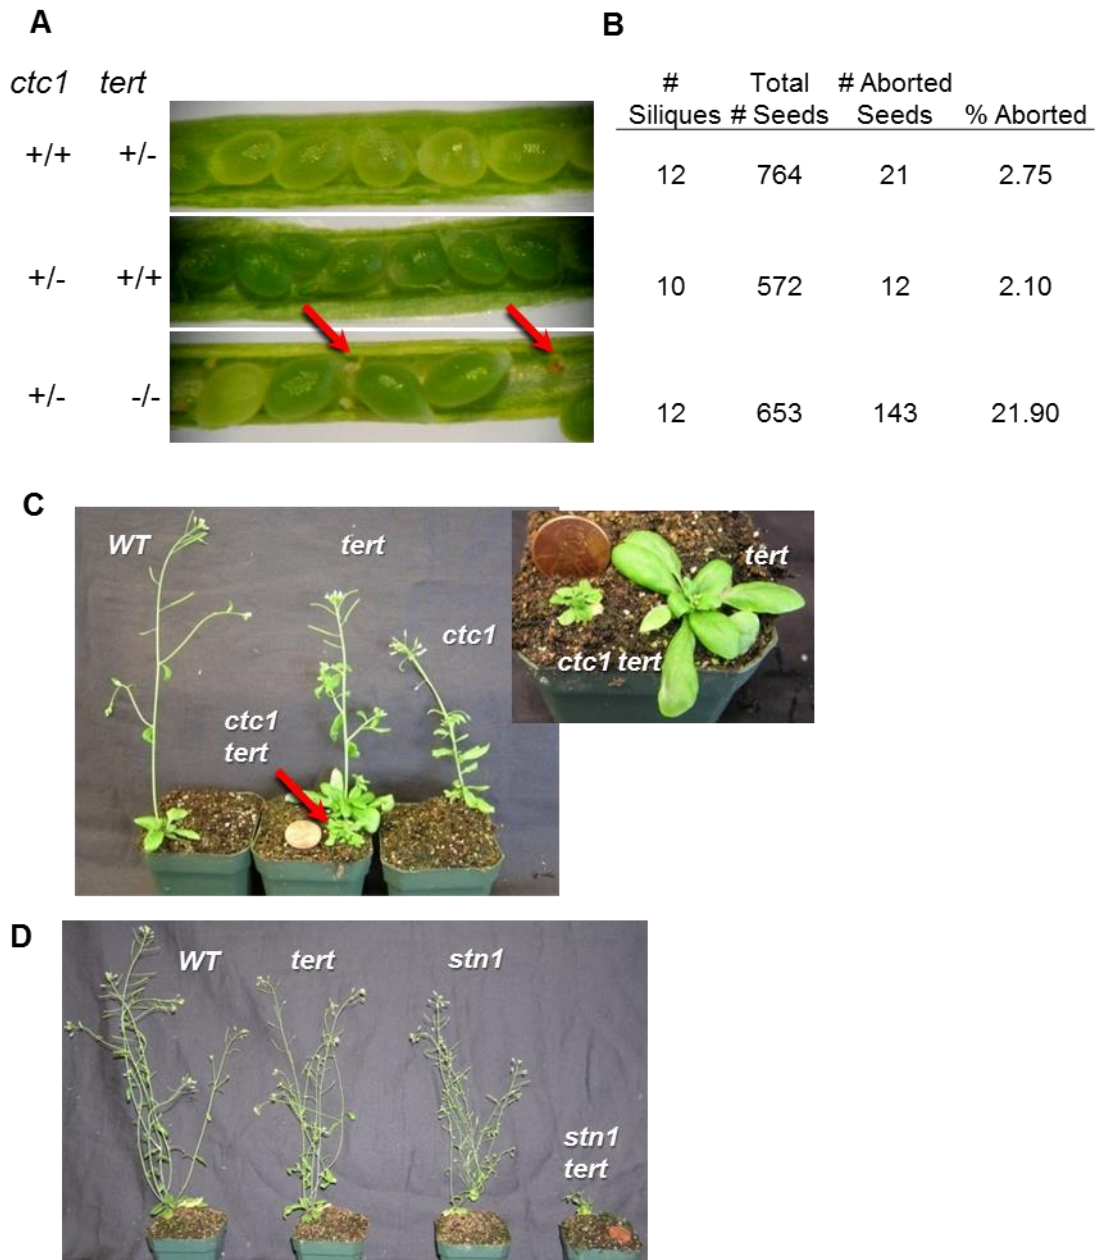 A
ctc1 tert
+/+ +/-
+/- +/+
+/- -/-
B
# Siliques Total # Seeds # Aborted Seeds % Aborted
12 764 21 2.75
10 572 12 2.10
12 653 143 21.90
C
WT
tert
ctc1
ctc1
tert
tert
ctc1 tert
D
WT
tert
stn1
stn1
tert